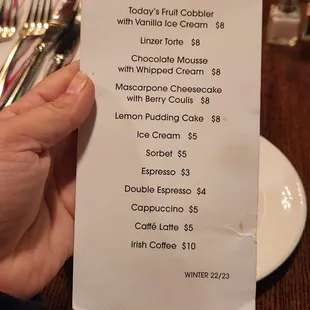 Today's Fruit Cobbler
with Vanilla Ice Cream $8
Linzer Torte $8
Chocolate Mousse
with Whipped Cream $8
Mascarpone Cheesecake
with Berry Coulis $8
Lemon Pudding Cake $8
Ice Cream $5
Sorbet $5
Espresso $3
Double Espresso $4
Cappuccino $5
Caffé Latte $5
Irish Coffee $10
WINTER 22/23